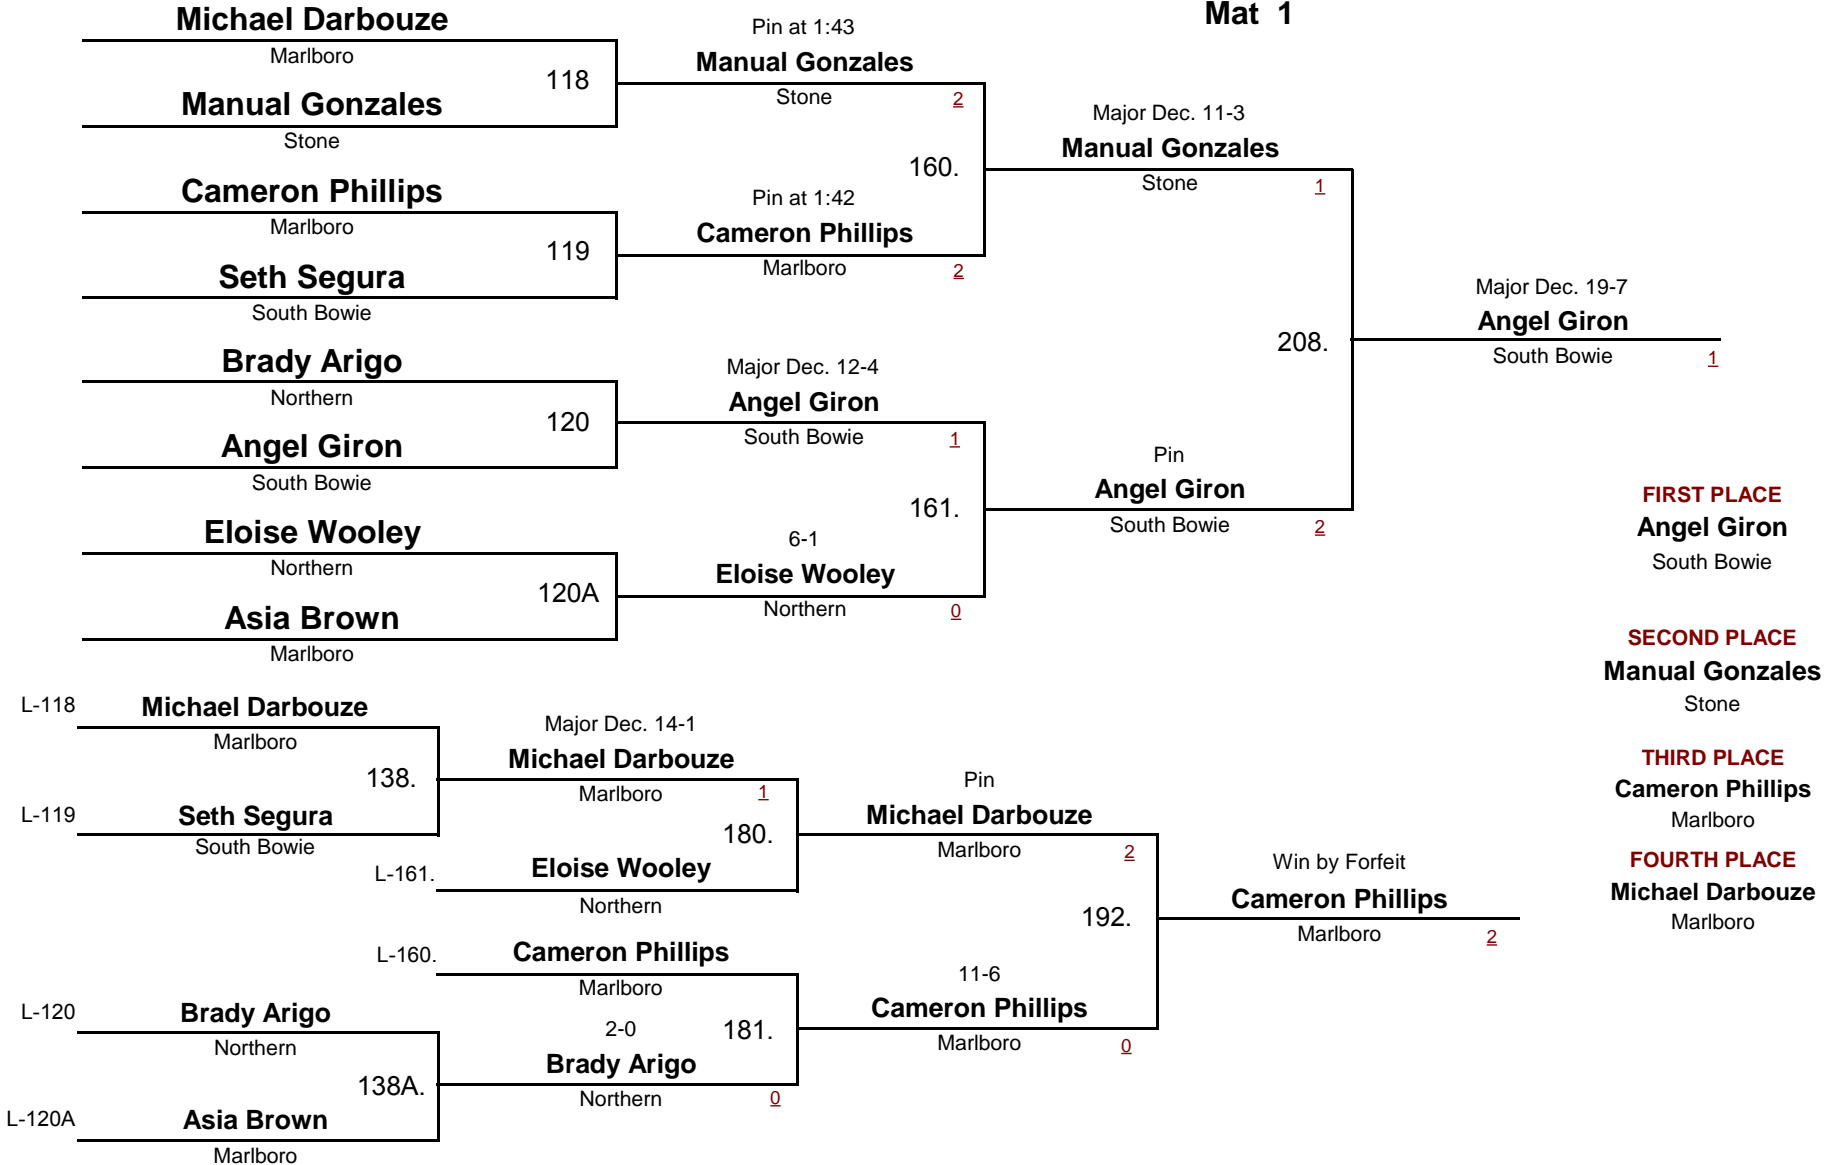 Mat 1
Michael Darbouze
Marlboro
118
Manual Gonzales
Stone
Cameron Phillips
Marlboro
119
Seth Segura
South Bowie
Brady Arigo
Northern
120
Angel Giron
South Bowie
Eloise Wooley
Northern
120A
Asia Brown
Marlboro
Pin at 1:43
Manual Gonzales
Stone
2
160.
Pin at 1:42
Cameron Phillips
Marlboro
2
Major Dec. 12-4
Angel Giron
South Bowie
1
161.
6-1
Eloise Wooley
Northern
0
Major Dec. 11-3
Manual Gonzales
Stone
1
208.
Pin
Angel Giron
South Bowie
2
Major Dec. 19-7
Angel Giron
South Bowie
1
FIRST PLACE
Angel Giron
South Bowie
SECOND PLACE
Manual Gonzales
Stone
THIRD PLACE
Cameron Phillips
Marlboro
FOURTH PLACE
Michael Darbouze
Marlboro
L-118
Michael Darbouze
Marlboro
138.
L-119
Seth Segura
South Bowie
Major Dec. 14-1
Michael Darbouze
Marlboro
1
180.
L-161.
Eloise Wooley
Northern
L-160.
Cameron Phillips
Marlboro
181.
2-0
Brady Arigo
Northern
0
L-120
Brady Arigo
Northern
138A.
L-120A
Asia Brown
Marlboro
Pin
Michael Darbouze
Marlboro
2
192.
11-6
Cameron Phillips
Marlboro
0
Win by Forfeit
Cameron Phillips
Marlboro
2